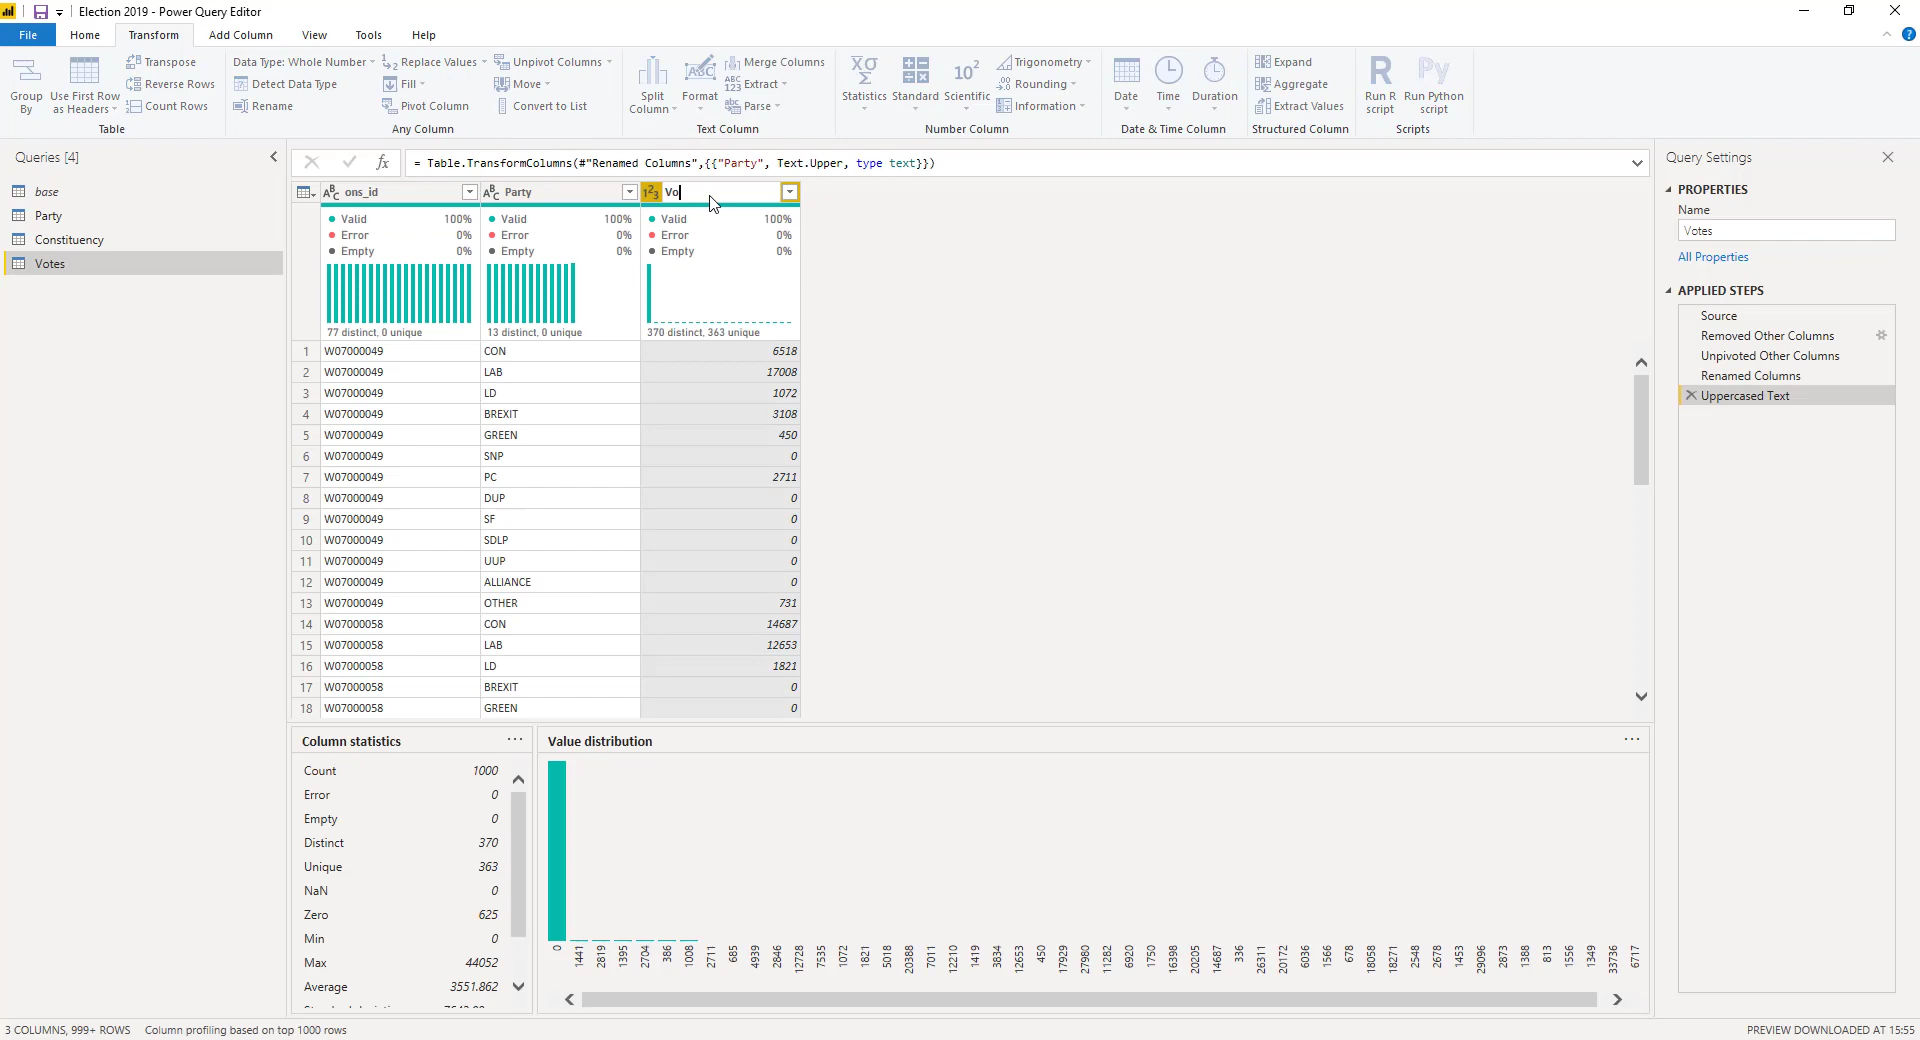 Election 2019 - Power Query Editor
File Home Transform Add Column View Tools Help
Group By
Use First Row as Headers
Transpose
Reverse Rows
Count Rows
Table
Data Type: Whole Number
Detect Data Type
Rename
Replace Values
Fill
Pivot Column
Unpivot Columns
Move
Convert to List
Any Column
Split Column
Format
Merge Columns
Extract
Parse
Text Column
Statistics
Standard
Scientific
Trigonometry
Rounding
Information
Number Column
Date
Time
Duration
Date & Time Column
Expand
Aggregate
Extract Values
Structured Column
Run R script
Run Python script
Scripts
Queries [4]
base
Party
Constituency
Votes
= Table.TransformColumns(#"Renamed Columns",{{"Party", Text.Upper, type text}})
ons_id Party Vo
Valid 100% Valid 100% Valid 100%
Error 0% Error 0% Error 0%
Empty 0% Empty 0% Empty 0%
77 distinct, 0 unique 13 distinct, 0 unique 370 distinct, 363 unique
1 W07000049 CON 6518
2 W07000049 LAB 17008
3 W07000049 LD 1072
4 W07000049 BREXIT 3108
5 W07000049 GREEN 450
6 W07000049 SNP 0
7 W07000049 PC 2711
8 W07000049 DUP 0
9 W07000049 SF 0
10 W07000049 SDLP 0
11 W07000049 UUP 0
12 W07000049 ALLIANCE 0
13 W07000049 OTHER 731
14 W07000058 CON 14687
15 W07000058 LAB 12653
16 W07000058 LD 1821
17 W07000058 BREXIT 0
18 W07000058 GREEN 0
Column statistics
Count 1000
Error 0
Empty 0
Distinct 370
Unique 363
NaN 0
Zero 625
Min 0
Max 44052
Average 3551.862
Value distribution
0 1441 2819 1395 2704 386 1008 2711 685 4939 2846 12728 7535 1072 1821 5018 20388 7011 12210 1419 3834 12653 450 17929 27980 11282 6920 1750 16398 20205 14687 336 26311 20172 6036 1566 678 18058 18271 2548 2678 1453 29096 2873 1388 813 1556 1349 33736 6717
Query Settings
PROPERTIES
Name
Votes
All Properties
APPLIED STEPS
Source
Removed Other Columns
Unpivoted Other Columns
Renamed Columns
Uppercased Text
3 COLUMNS, 999+ ROWS Column profiling based on top 1000 rows
PREVIEW DOWNLOADED AT 15:55